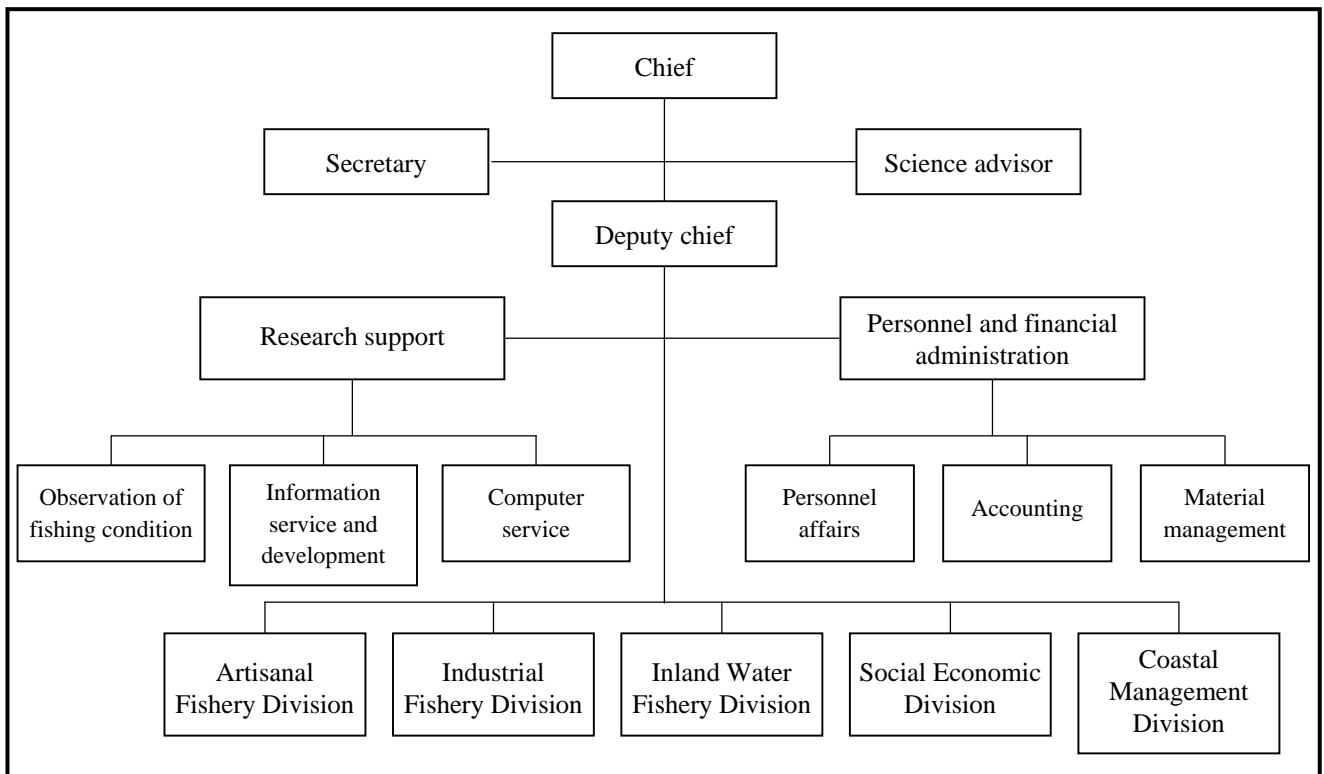 Chief
Secretary
Science advisor
Deputy chief
Research support
Personnel and financial
administration
Observation of
fishing condition
Information
service and
development
Computer
service
Personnel
affairs
Accounting
Material
management
Artisanal
Fishery Division
Industrial
Fishery Division
Inland Water
Fishery Division
Social Economic
Division
Coastal
Management
Division